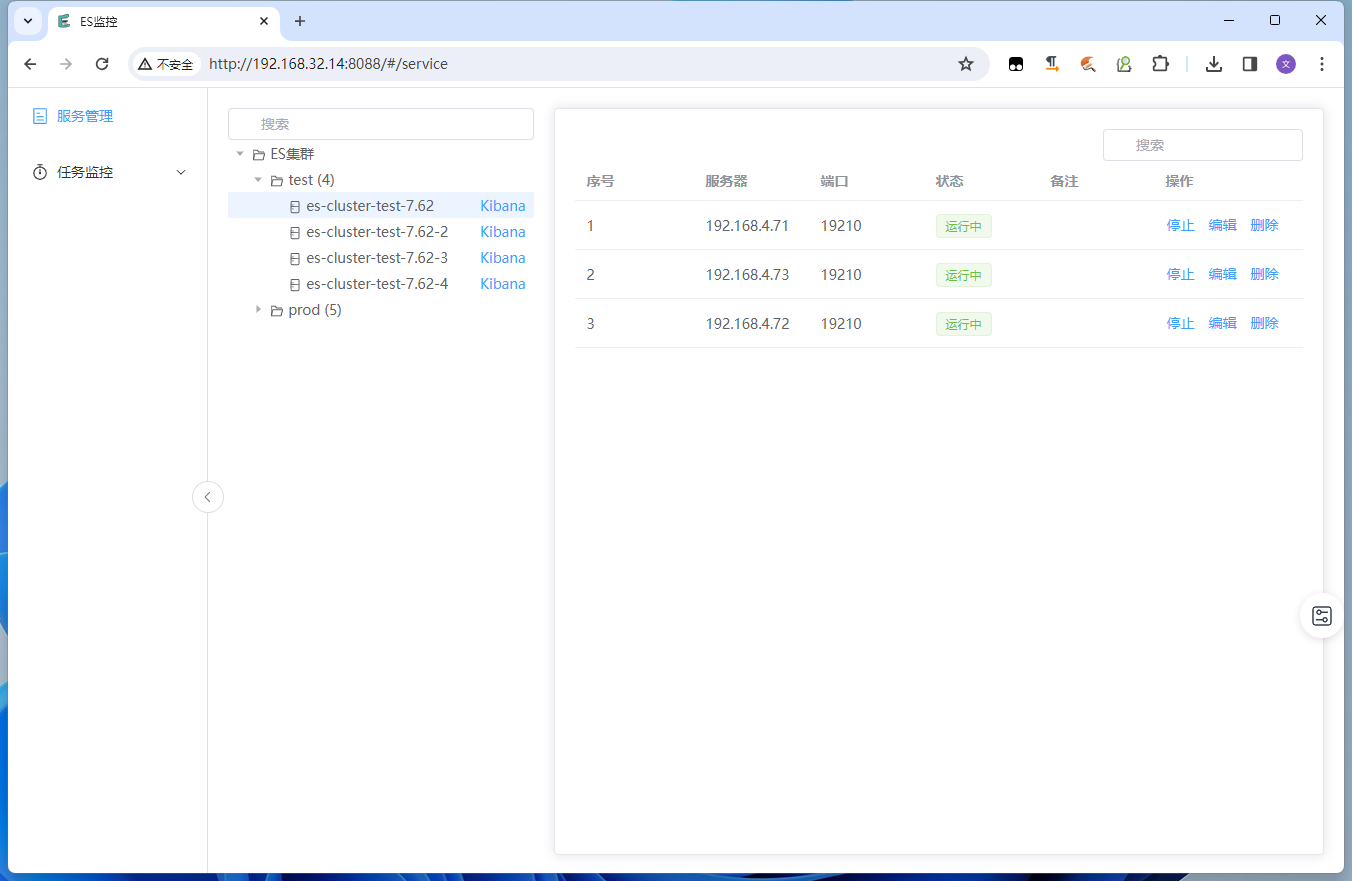 ES监控
不安全 http://192.168.32.14:8088/#/service 文
服务管理
任务监控
搜索
ES集群
test (4)
es-cluster-test-7.62 Kibana
es-cluster-test-7.62-2 Kibana
es-cluster-test-7.62-3 Kibana
es-cluster-test-7.62-4 Kibana
prod (5)
搜索
序号 服务器 端口 状态 备注 操作
1 192.168.4.71 19210 运行中 停止 编辑 删除
2 192.168.4.73 19210 运行中 停止 编辑 删除
3 192.168.4.72 19210 运行中 停止 编辑 删除